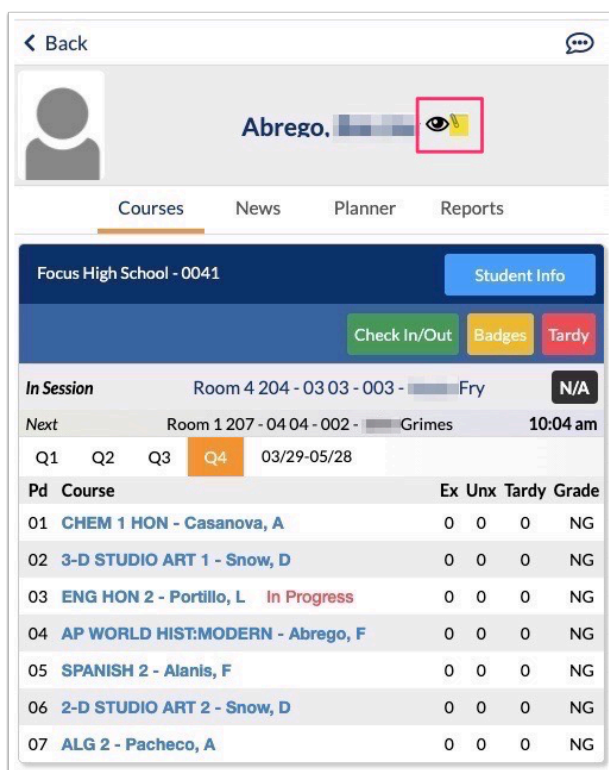 Back
Abrego,
Courses News Planner Reports
Focus High School - 0041 Student Info
Check In/Out Badges Tardy
In Session Room 4 204 - 03 03 - 003 - Fry N/A
Next Room 1 207 - 04 04 - 002 - Grimes 10:04 am
Q1 Q2 Q3 Q4 03/29-05/28
Pd Course Ex Unx Tardy Grade
01 CHEM 1 HON - Casanova, A 0 0 0 NG
02 3-D STUDIO ART 1 - Snow, D 0 0 0 NG
03 ENG HON 2 - Portillo, L In Progress 0 0 0 NG
04 AP WORLD HIST:MODERN - Abrego, F 0 0 0 NG
05 SPANISH 2 - Alanis, F 0 0 0 NG
06 2-D STUDIO ART 2 - Snow, D 0 0 0 NG
07 ALG 2 - Pacheco, A 0 0 0 NG